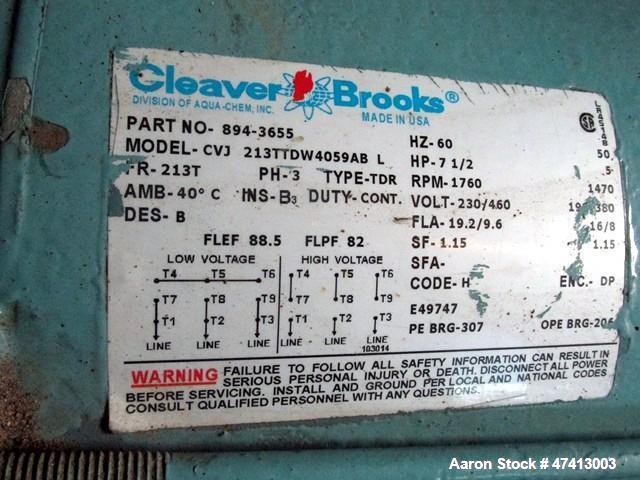 Cleaver Brooks®
DIVISION OF AQUA-CHEM, INC.
MADE IN USA
PART NO- 894-3655
HZ- 60
50
MODEL- CVJ 213TTDW4059AB L
HP- 7 1/2
.5
FR- 213T PH- 3 TYPE-TDR
RPM- 1760
1470
AMB- 40° C INS- B3 DUTY- CONT.
VOLT- 230/460
380
DES- B
FLA- 19.2/9.6
16/8
FLEF 88.5 FLPF 82
SF- 1.15
1.15
LOW VOLTAGE HIGH VOLTAGE
SFA-
T4 T5 T6 T4 T5 T6
CODE- H ENC.- DP
T7 T8 T9 T7 T8 T9
E49747
T1 T2 T3 T1 T2 T3
PE BRG-307 OPE BRG-206
LINE LINE LINE LINE LINE LINE
103014
WARNING FAILURE TO FOLLOW ALL SAFETY INFORMATION CAN RESULT IN
SERIOUS PERSONAL INJURY OR DEATH. DISCONNECT ALL POWER
BEFORE SERVICING. INSTALL AND GROUND PER LOCAL AND NATIONAL CODES
CONSULT QUALIFIED PERSONNEL WITH ANY QUESTIONS.
Aaron Stock # 47413003